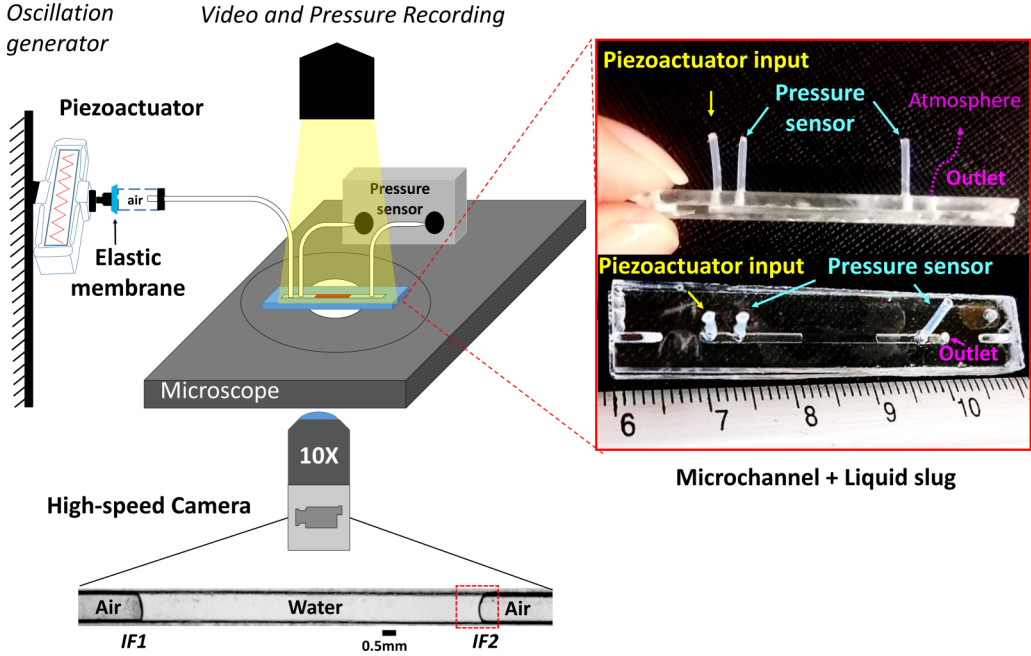 Oscillation
generator
Video and Pressure Recording
Piezoactuator
air
Elastic
membrane
Pressure
sensor
Microscope
10X
High-speed Camera
Air
Water
Air
IF1
0.5mm
IF2
Piezoactuator input
Pressure
sensor
Atmosphere
Outlet
Piezoactuator input
Pressure sensor
Outlet
6 7 8 9 10
Microchannel + Liquid slug